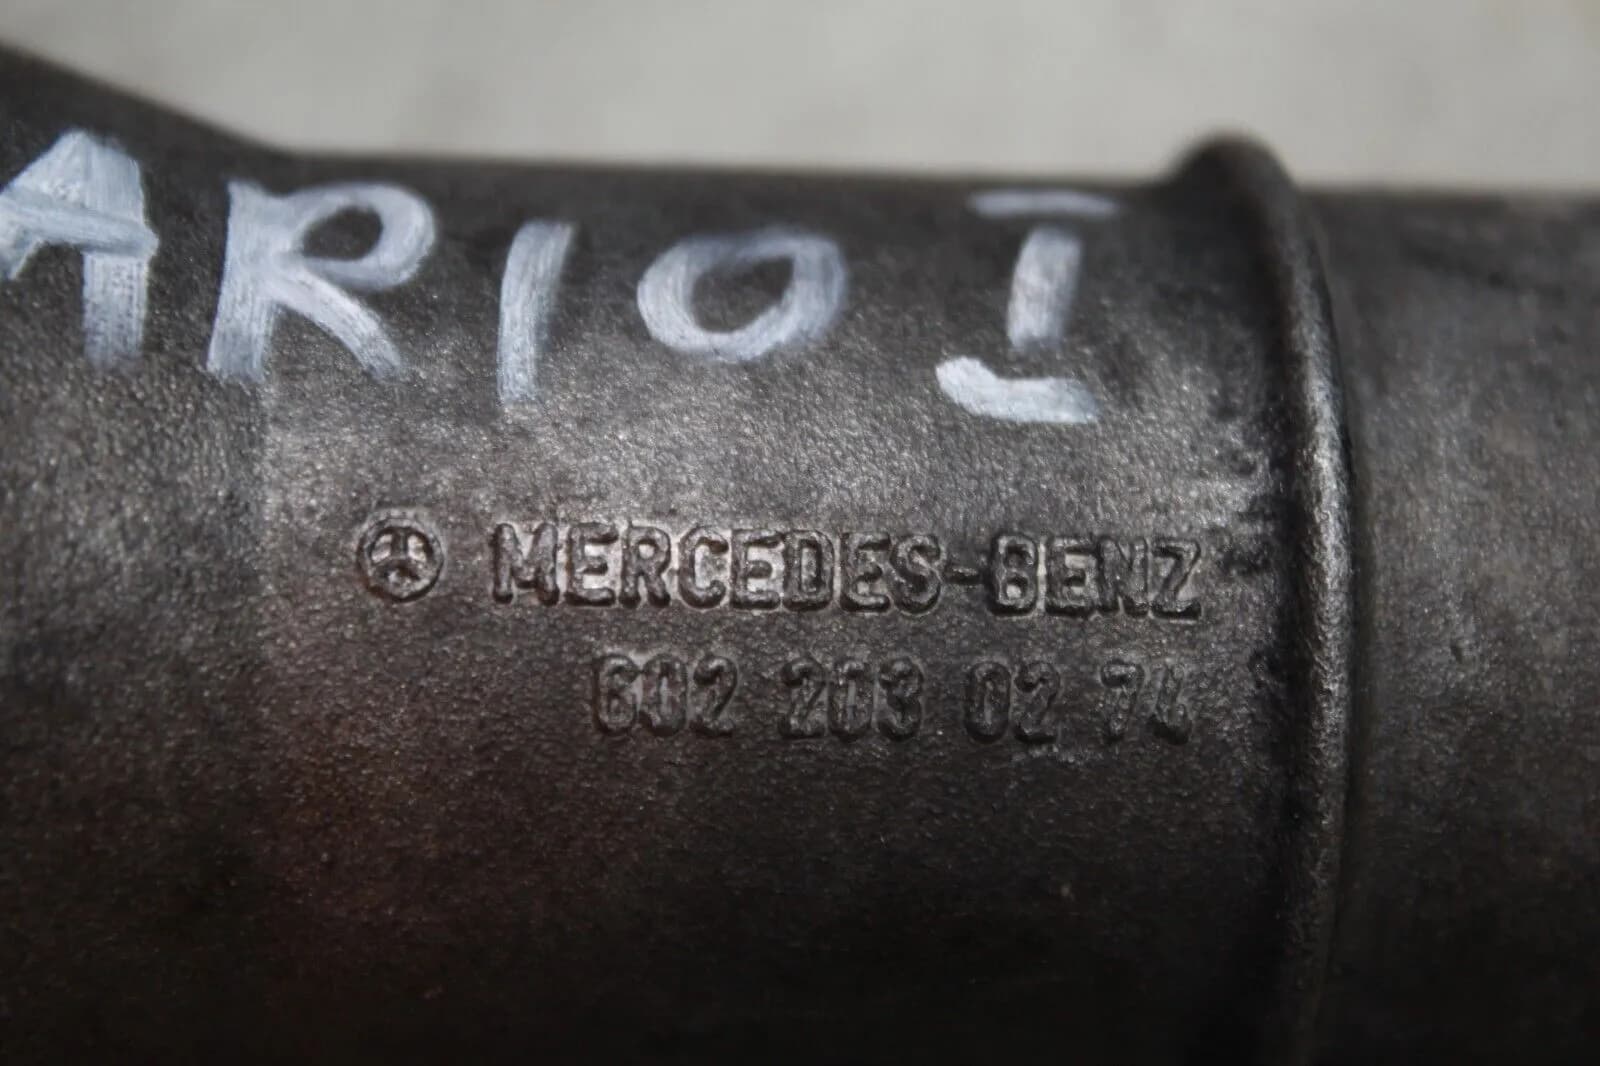 ARIO I
MERCEDES-BENZ
602 203 02 74